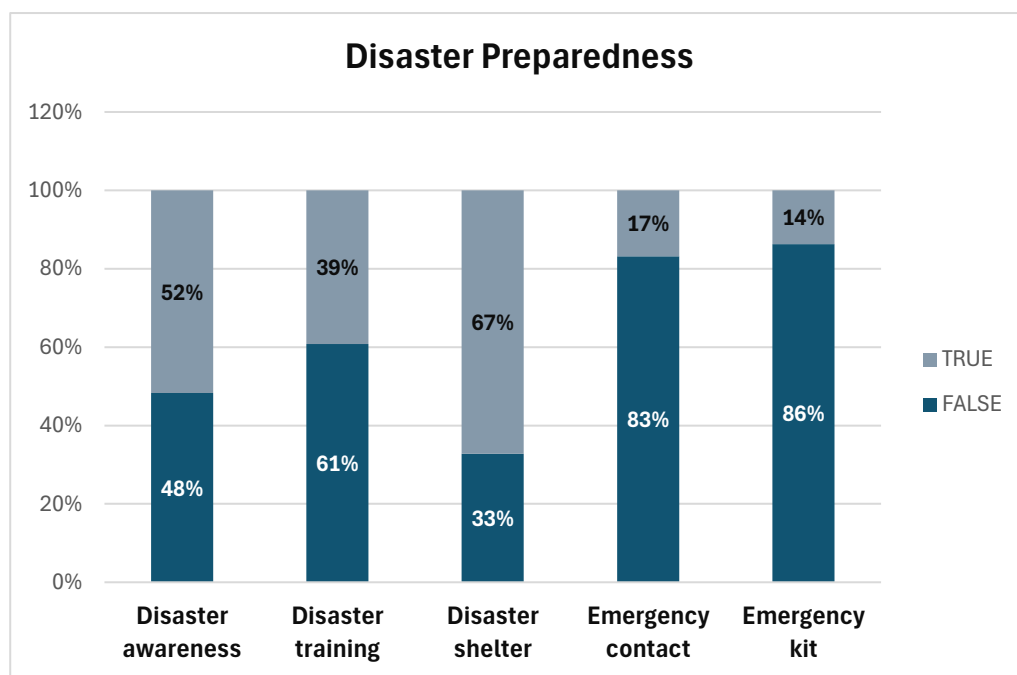 Disaster Preparedness
120%
100%
80%
60%
40%
20%
0%
52%
48%
39%
61%
67%
33%
17%
83%
14%
86%
Disaster
awareness
Disaster
training
Disaster
shelter
Emergency
contact
Emergency
kit
TRUE
FALSE